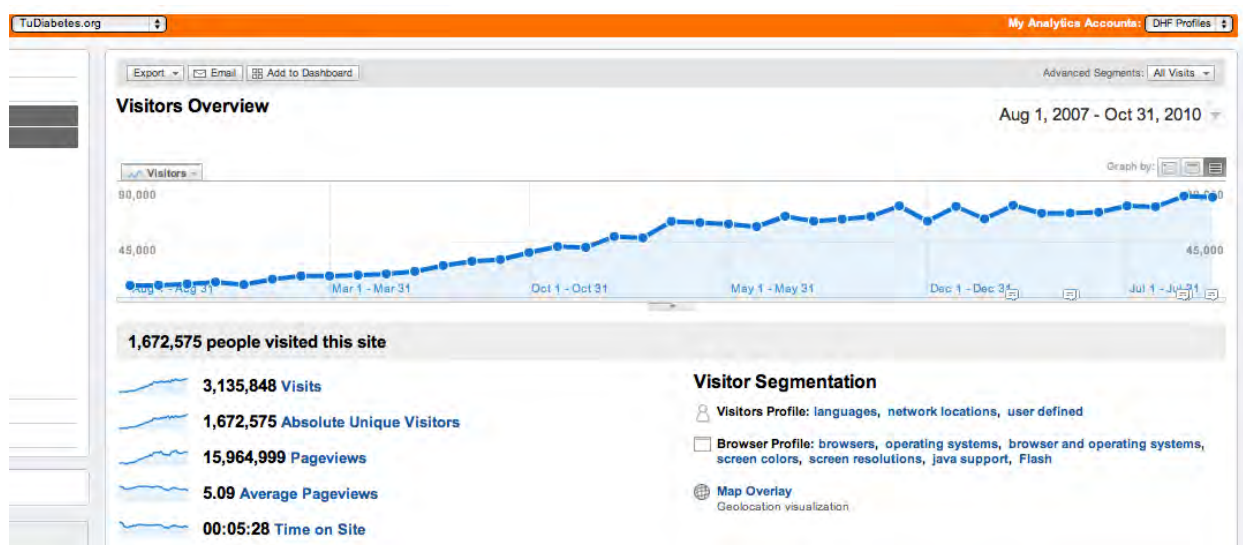 TuDiabetes.org
My Analytics Accounts: DHF Profiles
Export Email Add to Dashboard
Advanced Segments: All Visits
Visitors Overview
Aug 1, 2007 - Oct 31, 2010
Visitors
Graph by:
90,000
90,000
45,000
45,000
Aug 1 - Aug 31 Mar 1 - Mar 31 Oct 1 - Oct 31 May 1 - May 31 Dec 1 - Dec 31 Jul 1 - Jul 31
1,672,575 people visited this site
3,135,848 Visits
1,672,575 Absolute Unique Visitors
15,964,999 Pageviews
5.09 Average Pageviews
00:05:28 Time on Site
Visitor Segmentation
Visitors Profile: languages, network locations, user defined
Browser Profile: browsers, operating systems, browser and operating systems,
screen colors, screen resolutions, java support, Flash
Map Overlay
Geolocation visualization